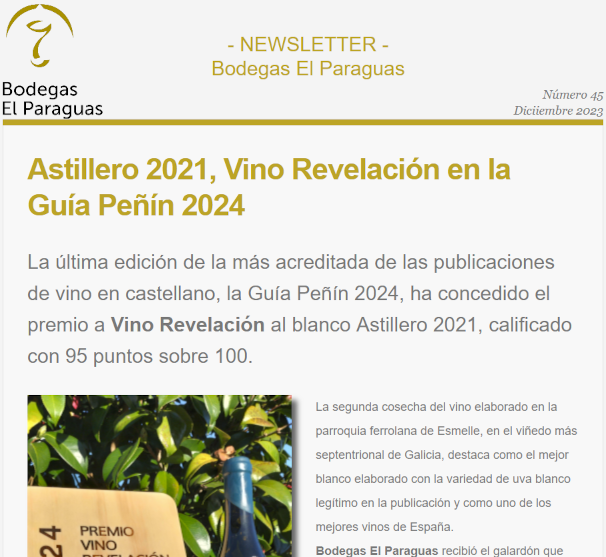 - NEWSLETTER -
Bodegas El Paraguas
Bodegas
El Paraguas
Número 45
Diciiembre 2023
Astillero 2021, Vino Revelación en la
Guía Peñín 2024
La última edición de la más acreditada de las publicaciones
de vino en castellano, la Guía Peñín 2024, ha concedido el
premio a Vino Revelación al blanco Astillero 2021, calificado
con 95 puntos sobre 100.
24
PREMIO
VINO
REVELACIÓN
La segunda cosecha del vino elaborado en la
parroquia ferrolana de Esmelle, en el viñedo más
septentrional de Galicia, destaca como el mejor
blanco elaborado con la variedad de uva blanco
legítimo en la publicación y como uno de los
mejores vinos de España.
Bodegas El Paraguas recibió el galardón que